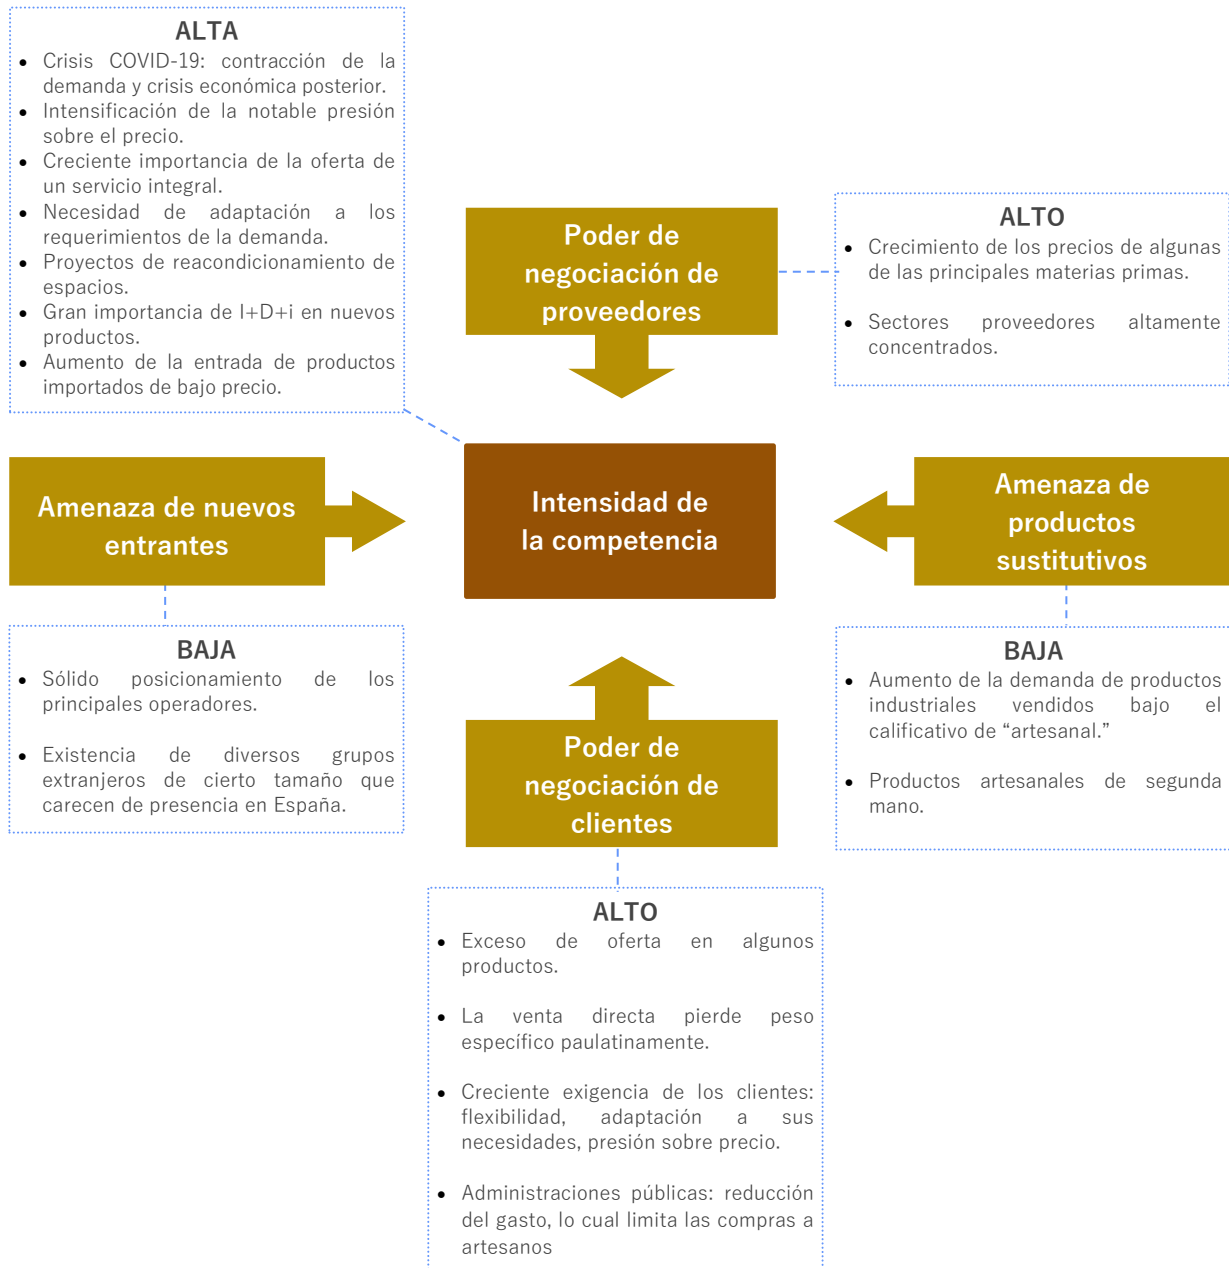 ALTA
• Crisis COVID-19: contracción de la
demanda y crisis económica posterior.
• Intensificación de la notable presión
sobre el precio.
• Creciente importancia de la oferta de
un servicio integral.
• Necesidad de adaptación a los
requerimientos de la demanda.
• Proyectos de reacondicionamiento de
espacios.
• Gran importancia de I+D+i en nuevos
productos.
• Aumento de la entrada de productos
importados de bajo precio.
Poder de
negociación de
proveedores
ALTO
• Crecimiento de los precios de algunas
de las principales materias primas.
• Sectores proveedores altamente
concentrados.
Amenaza de nuevos
entrantes
Intensidad de
la competencia
Amenaza de
productos
sustitutivos
BAJA
• Sólido posicionamiento de los
principales operadores.
• Existencia de diversos grupos
extranjeros de cierto tamaño que
carecen de presencia en España.
Poder de
negociación de
clientes
BAJA
• Aumento de la demanda de productos
industriales vendidos bajo el
calificativo de “artesanal.”
• Productos artesanales de segunda
mano.
ALTO
• Exceso de oferta en algunos
productos.
• La venta directa pierde peso
específico paulatinamente.
• Creciente exigencia de los clientes:
flexibilidad, adaptación a sus
necesidades, presión sobre precio.
• Administraciones públicas: reducción
del gasto, lo cual limita las compras a
artesanos